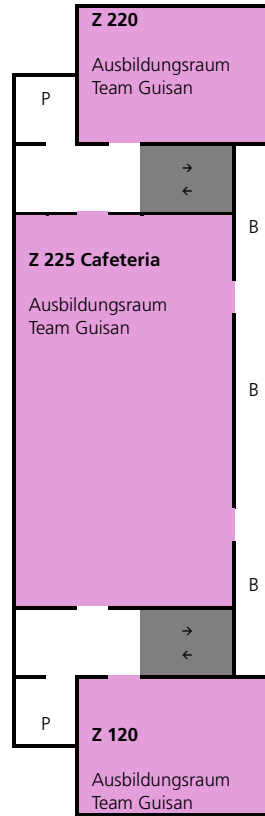 Z 220
Ausbildungsraum
Team Guisan
P
→
←
B
Z 225 Cafeteria
Ausbildungsraum
Team Guisan
B
B
→
←
P
Z 120
Ausbildungsraum
Team Guisan